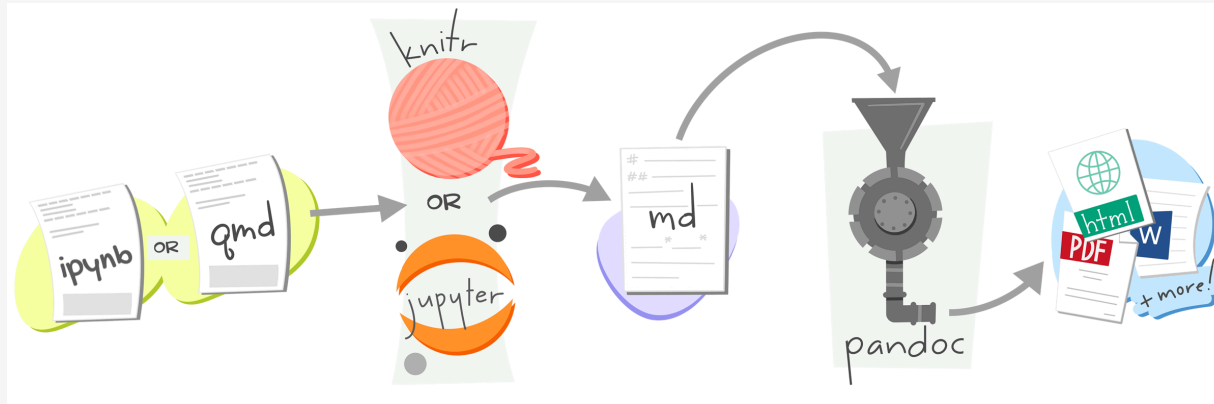 ipynb
OR
qmd
knitr
OR
jupyter
#
##
md
pandoc
html
PDF
W
+ more!